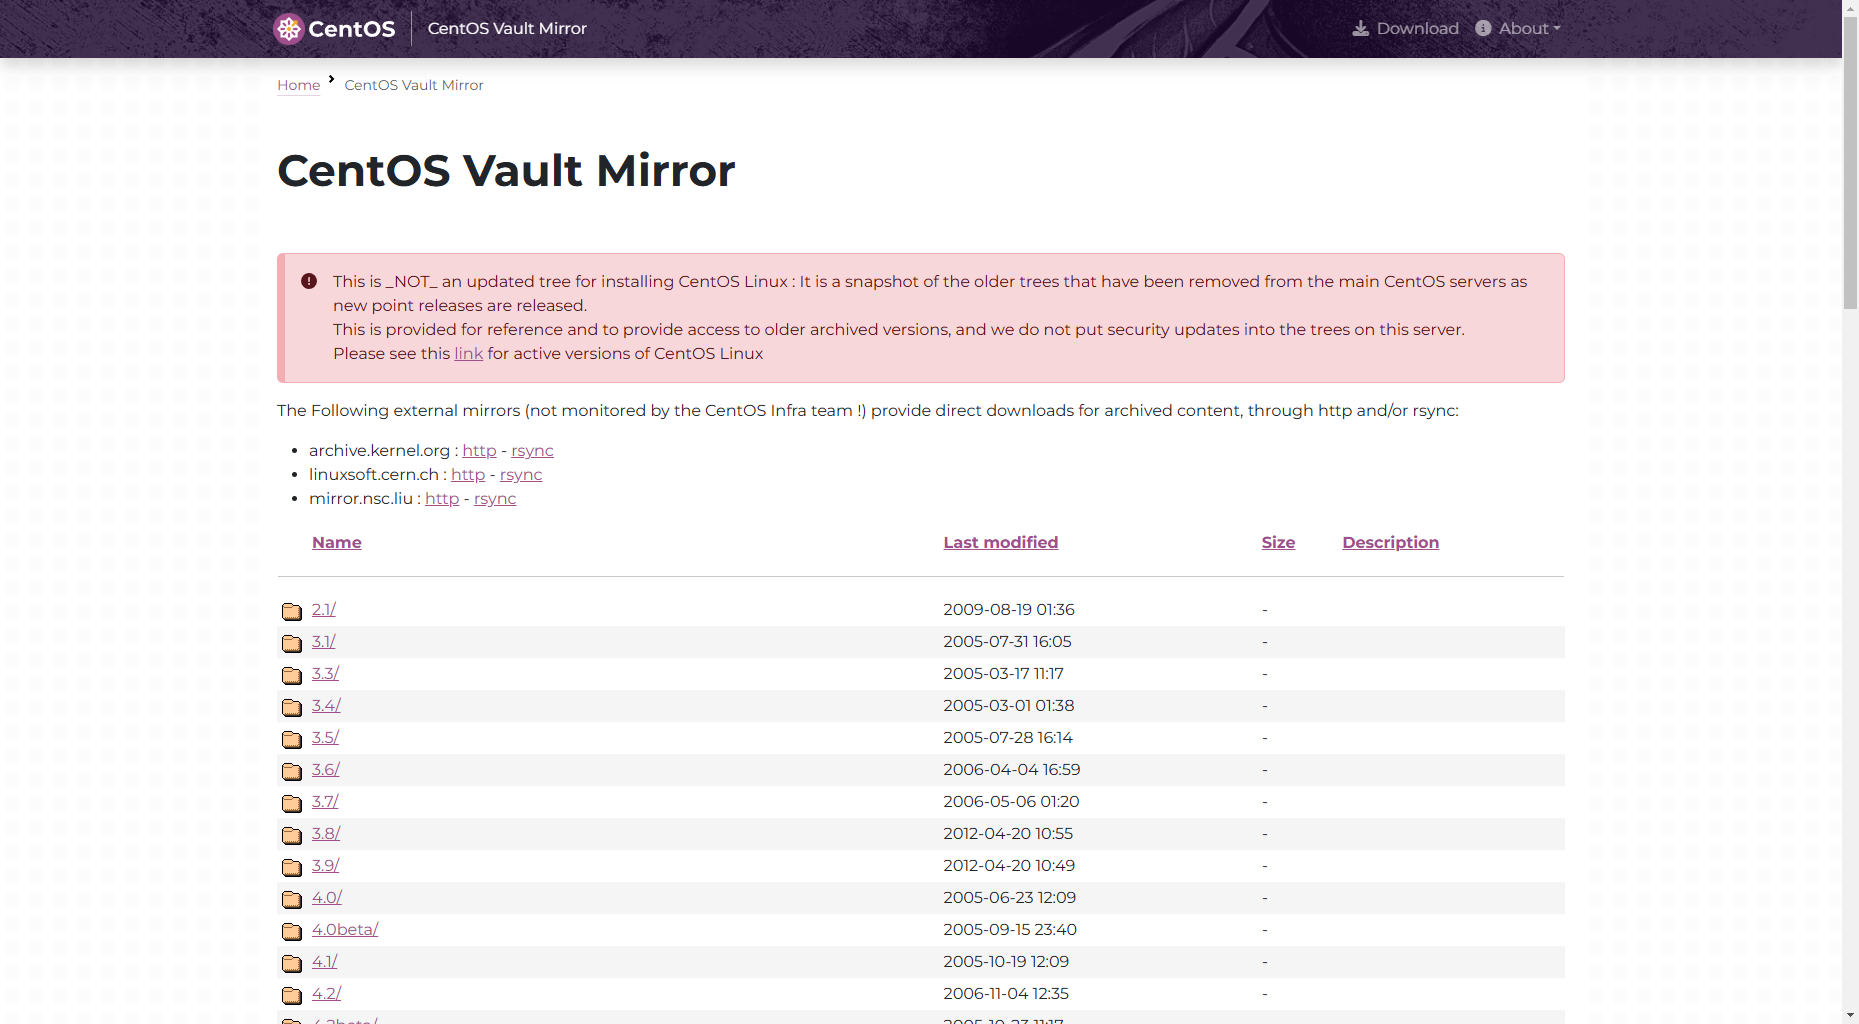 CentOS
CentOS Vault Mirror
Download
About
Home
CentOS Vault Mirror
CentOS Vault Mirror
This is _NOT_ an updated tree for installing CentOS Linux : It is a snapshot of the older trees that have been removed from the main CentOS servers as
new point releases are released.
This is provided for reference and to provide access to older archived versions, and we do not put security updates into the trees on this server.
Please see this link for active versions of CentOS Linux
The Following external mirrors (not monitored by the CentOS Infra team !) provide direct downloads for archived content, through http and/or rsync:
archive.kernel.org : http - rsync
linuxsoft.cern.ch : http - rsync
mirror.nsc.liu : http - rsync
Name Last modified Size Description
2.1/ 2009-08-19 01:36 -
3.1/ 2005-07-31 16:05 -
3.3/ 2005-03-17 11:17 -
3.4/ 2005-03-01 01:38 -
3.5/ 2005-07-28 16:14 -
3.6/ 2006-04-04 16:59 -
3.7/ 2006-05-06 01:20 -
3.8/ 2012-04-20 10:55 -
3.9/ 2012-04-20 10:49 -
4.0/ 2005-06-23 12:09 -
4.0beta/ 2005-09-15 23:40 -
4.1/ 2005-10-19 12:09 -
4.2/ 2006-11-04 12:35 -